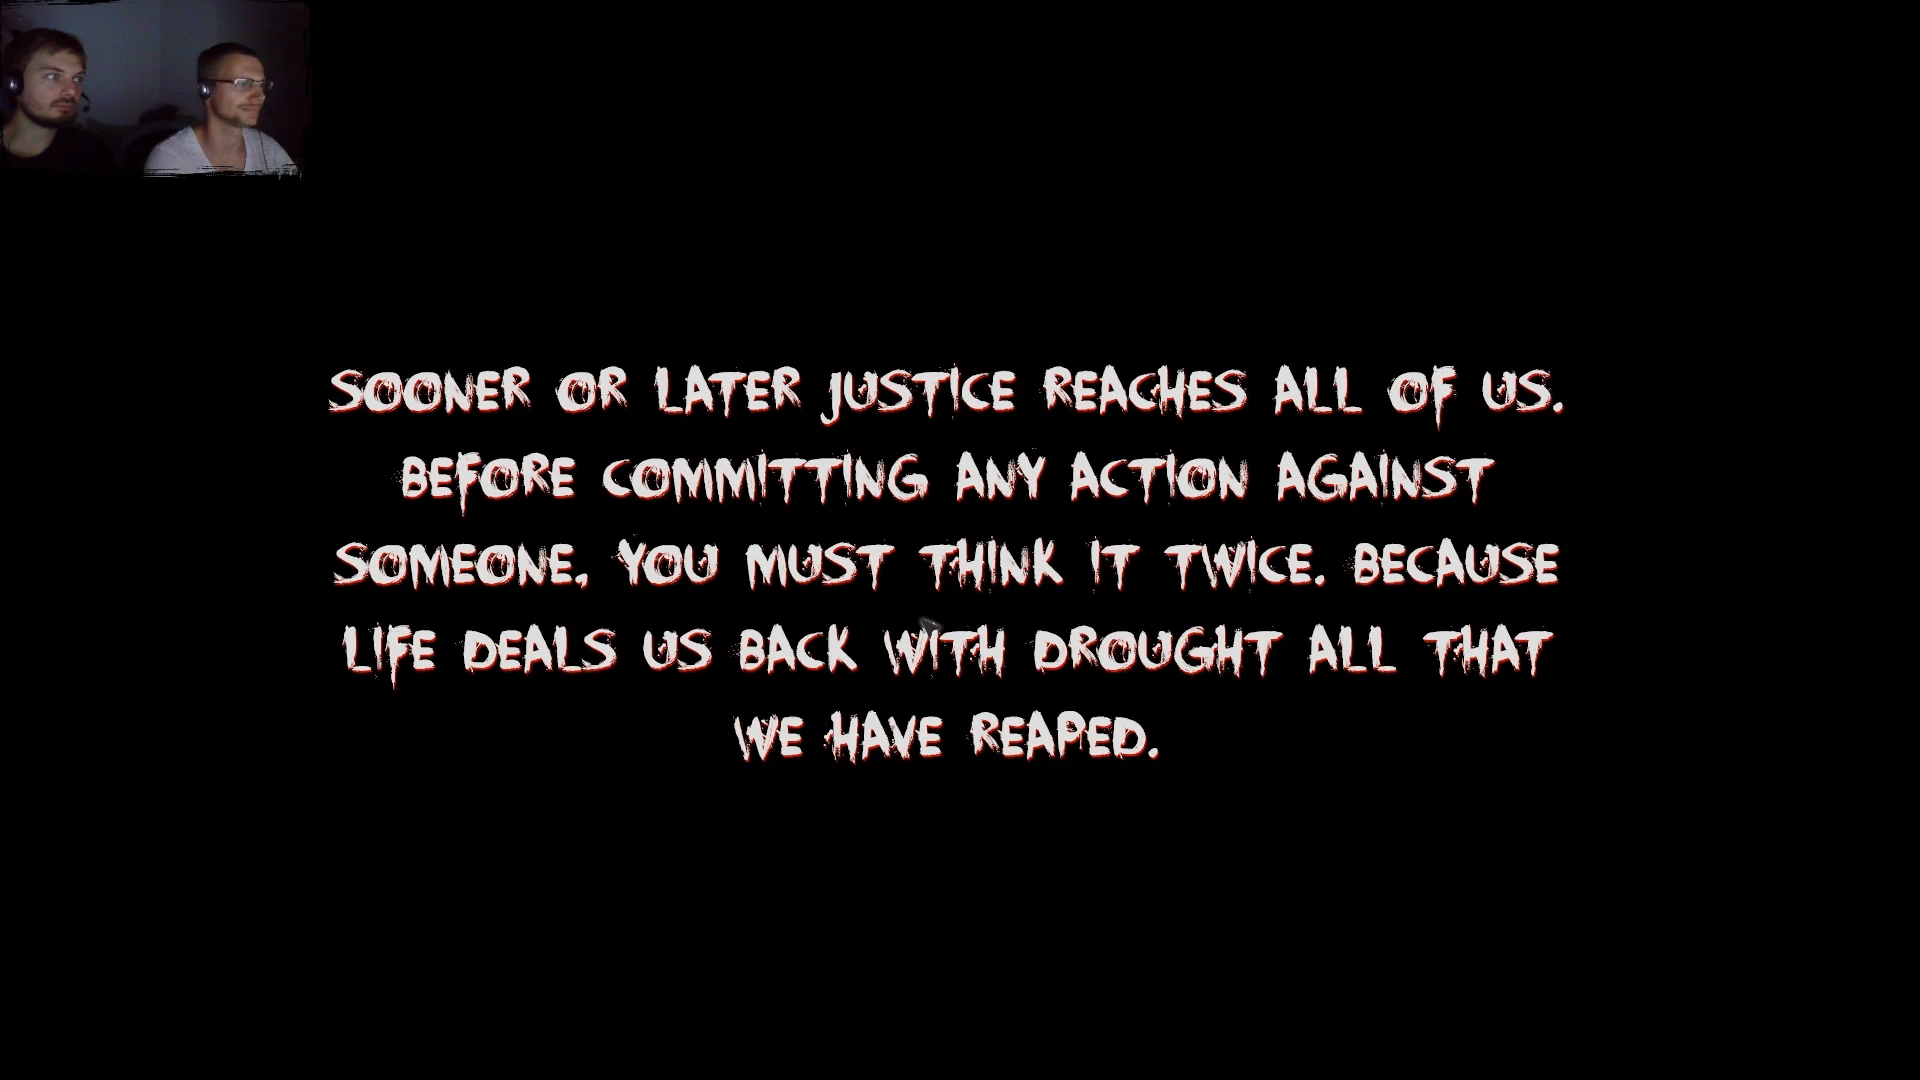 SOONER OR LATER JUSTICE REACHES ALL OF US.
BEFORE COMMITTING ANY ACTION AGAINST
SOMEONE, YOU MUST THINK IT TWICE. BECAUSE
LIFE DEALS US BACK WITH DROUGHT ALL THAT
WE HAVE REAPED.